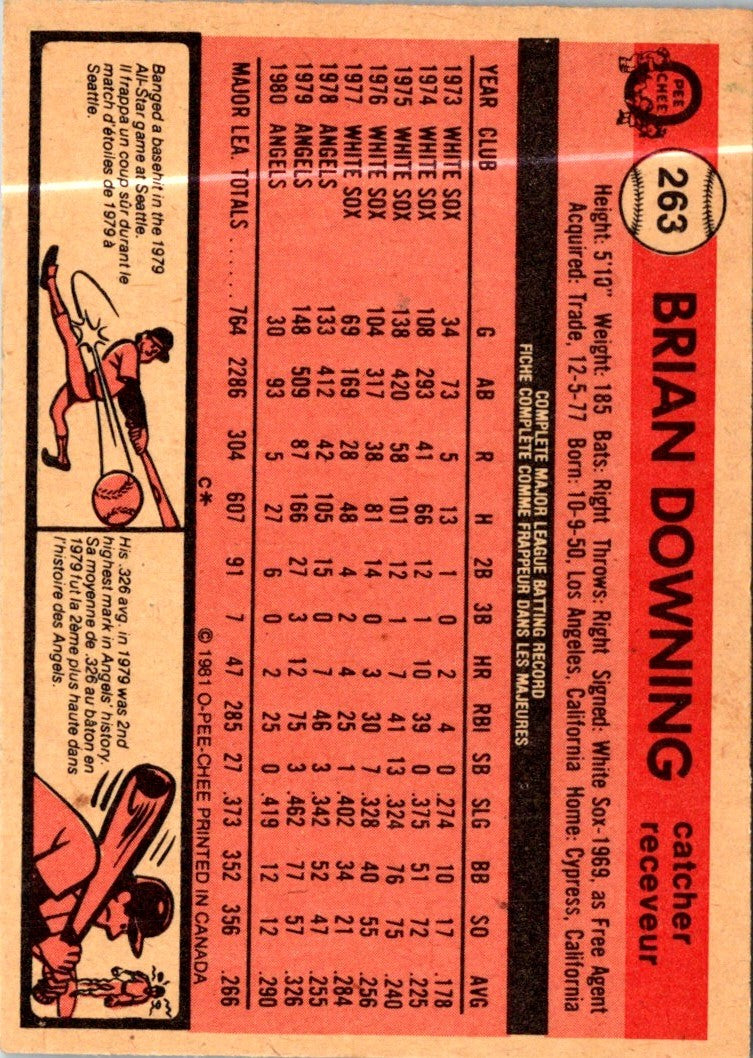 O
PEE
CHEE
263
BRIAN DOWNING
catcher
receveur
Height: 5'10" Weight: 185 Bats: Right Throws: Right Signed: White Sox-1969, as Free Agent
Acquired: Trade, 12-5-77 Born: 10-9-50, Los Angeles, California Home: Cypress, California
COMPLETE MAJOR LEAGUE BATTING RECORD
FICHE COMPLÈTE COMME FRAPPEUR DANS LES MAJEURES
YEAR CLUB G AB R H 2B 3B HR RBI SB SLG BB SO AVG
1973 WHITE SOX 34 73 5 13 1 0 2 4 0 .274 10 17 .178
1974 WHITE SOX 108 293 41 66 12 1 10 39 0 .375 51 72 .225
1975 WHITE SOX 138 420 58 101 12 1 7 41 13 .324 76 75 .240
1976 WHITE SOX 104 317 38 81 14 0 3 30 7 .328 40 55 .256
1977 WHITE SOX 69 169 28 48 4 2 4 25 1 .402 34 21 .284
1978 ANGELS 133 412 42 105 15 0 7 46 3 .342 52 47 .255
1979 ANGELS 148 509 87 166 27 3 12 75 3 .462 77 57 .326
1980 ANGELS 30 93 5 27 6 0 2 25 0 .419 12 12 .290
MAJOR LEA. TOTALS ....... 764 2286 304 607 91 7 47 285 27 .373 352 356 .266
C* © 1981 O-PEE-CHEE PRINTED IN CANADA
Banged a basehit in the 1979
All-Star game at Seattle.
Il frappa un coup sûr durant le
match d'étoiles de 1979 à
Seattle.
His .326 avg. in 1979 was 2nd
highest mark in Angels' history.
Sa moyenne de .326 au bâton en
1979 fut la 2ème plus haute dans
l'histoire des Angels.